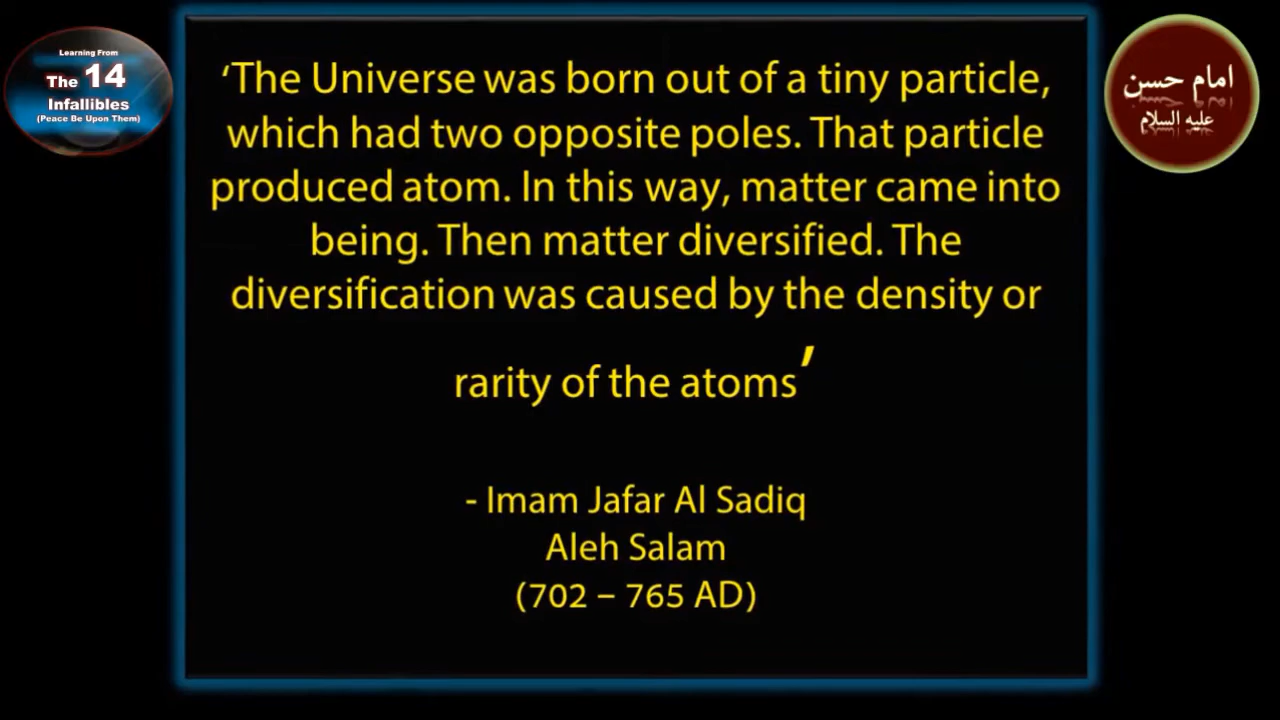 Learning From
The 14
Infallibles
(Peace Be Upon Them)
‘The Universe was born out of a tiny particle,
which had two opposite poles. That particle
produced atom. In this way, matter came into
being. Then matter diversified. The
diversification was caused by the density or
rarity of the atoms’
- Imam Jafar Al Sadiq
Aleh Salam
(702 – 765 AD)
امام حسن
علیه السلام